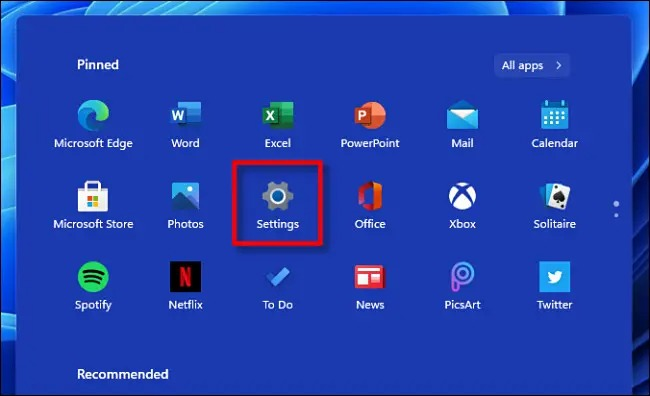 Pinned
All apps >
Microsoft Edge Word Excel PowerPoint Mail Calendar
Microsoft Store Photos Settings Office Xbox Solitaire
Spotify Netflix To Do News PicsArt Twitter
Recommended